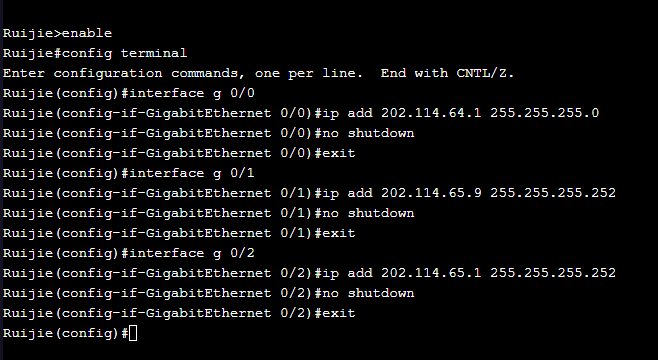 Ruijie>enable
Ruijie#config terminal
Enter configuration commands, one per line.  End with CNTL/Z.
Ruijie(config)#interface g 0/0
Ruijie(config-if-GigabitEthernet 0/0)#ip add 202.114.64.1 255.255.255.0
Ruijie(config-if-GigabitEthernet 0/0)#no shutdown
Ruijie(config-if-GigabitEthernet 0/0)#exit
Ruijie(config)#interface g 0/1
Ruijie(config-if-GigabitEthernet 0/1)#ip add 202.114.65.9 255.255.255.252
Ruijie(config-if-GigabitEthernet 0/1)#no shutdown
Ruijie(config-if-GigabitEthernet 0/1)#exit
Ruijie(config)#interface g 0/2
Ruijie(config-if-GigabitEthernet 0/2)#ip add 202.114.65.1 255.255.255.252
Ruijie(config-if-GigabitEthernet 0/2)#no shutdown
Ruijie(config-if-GigabitEthernet 0/2)#exit
Ruijie(config)#